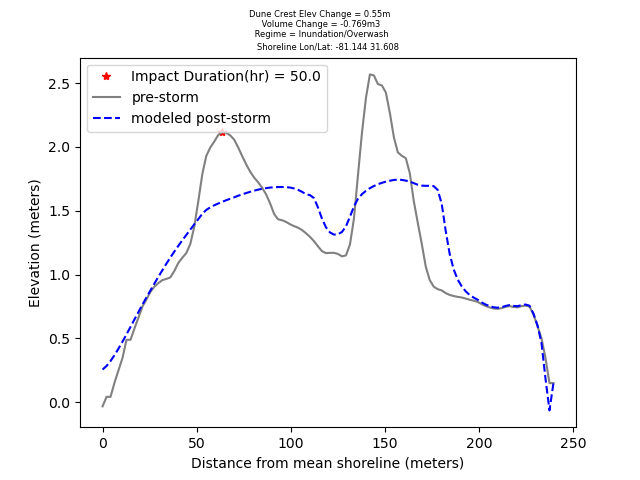 Dune Crest Elev Change = 0.55m
Volume Change = -0.769m3
Regime = Inundation/Overwash
Shoreline Lon/Lat: -81.144 31.608
Impact Duration(hr) = 50.0
pre-storm
modeled post-storm
Elevation (meters)
2.5
2.0
1.5
1.0
0.5
0.0
0 50 100 150 200 250
Distance from mean shoreline (meters)